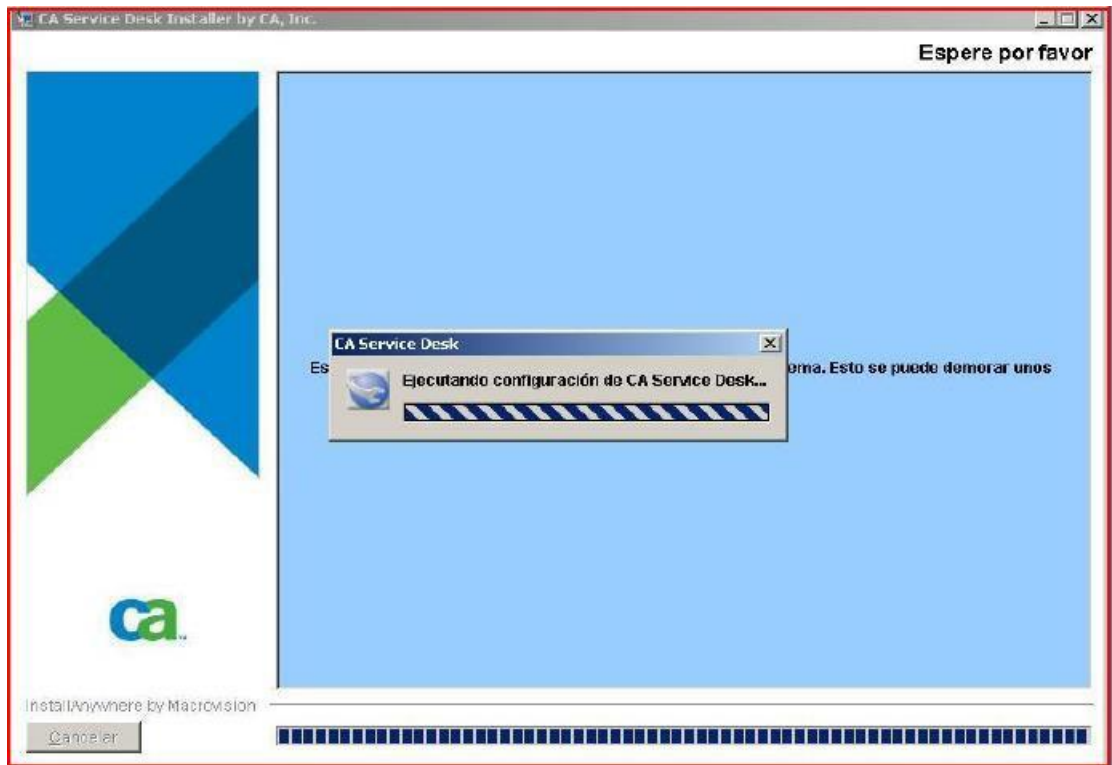 CA Service Desk Installer by CA, Inc.
Espere por favor
CA Service Desk
Ejecutando configuración de CA Service Desk...
Es
ema. Esto se puede demorar unos
ca
InstallAnywhere by Macrovision
Cancelar